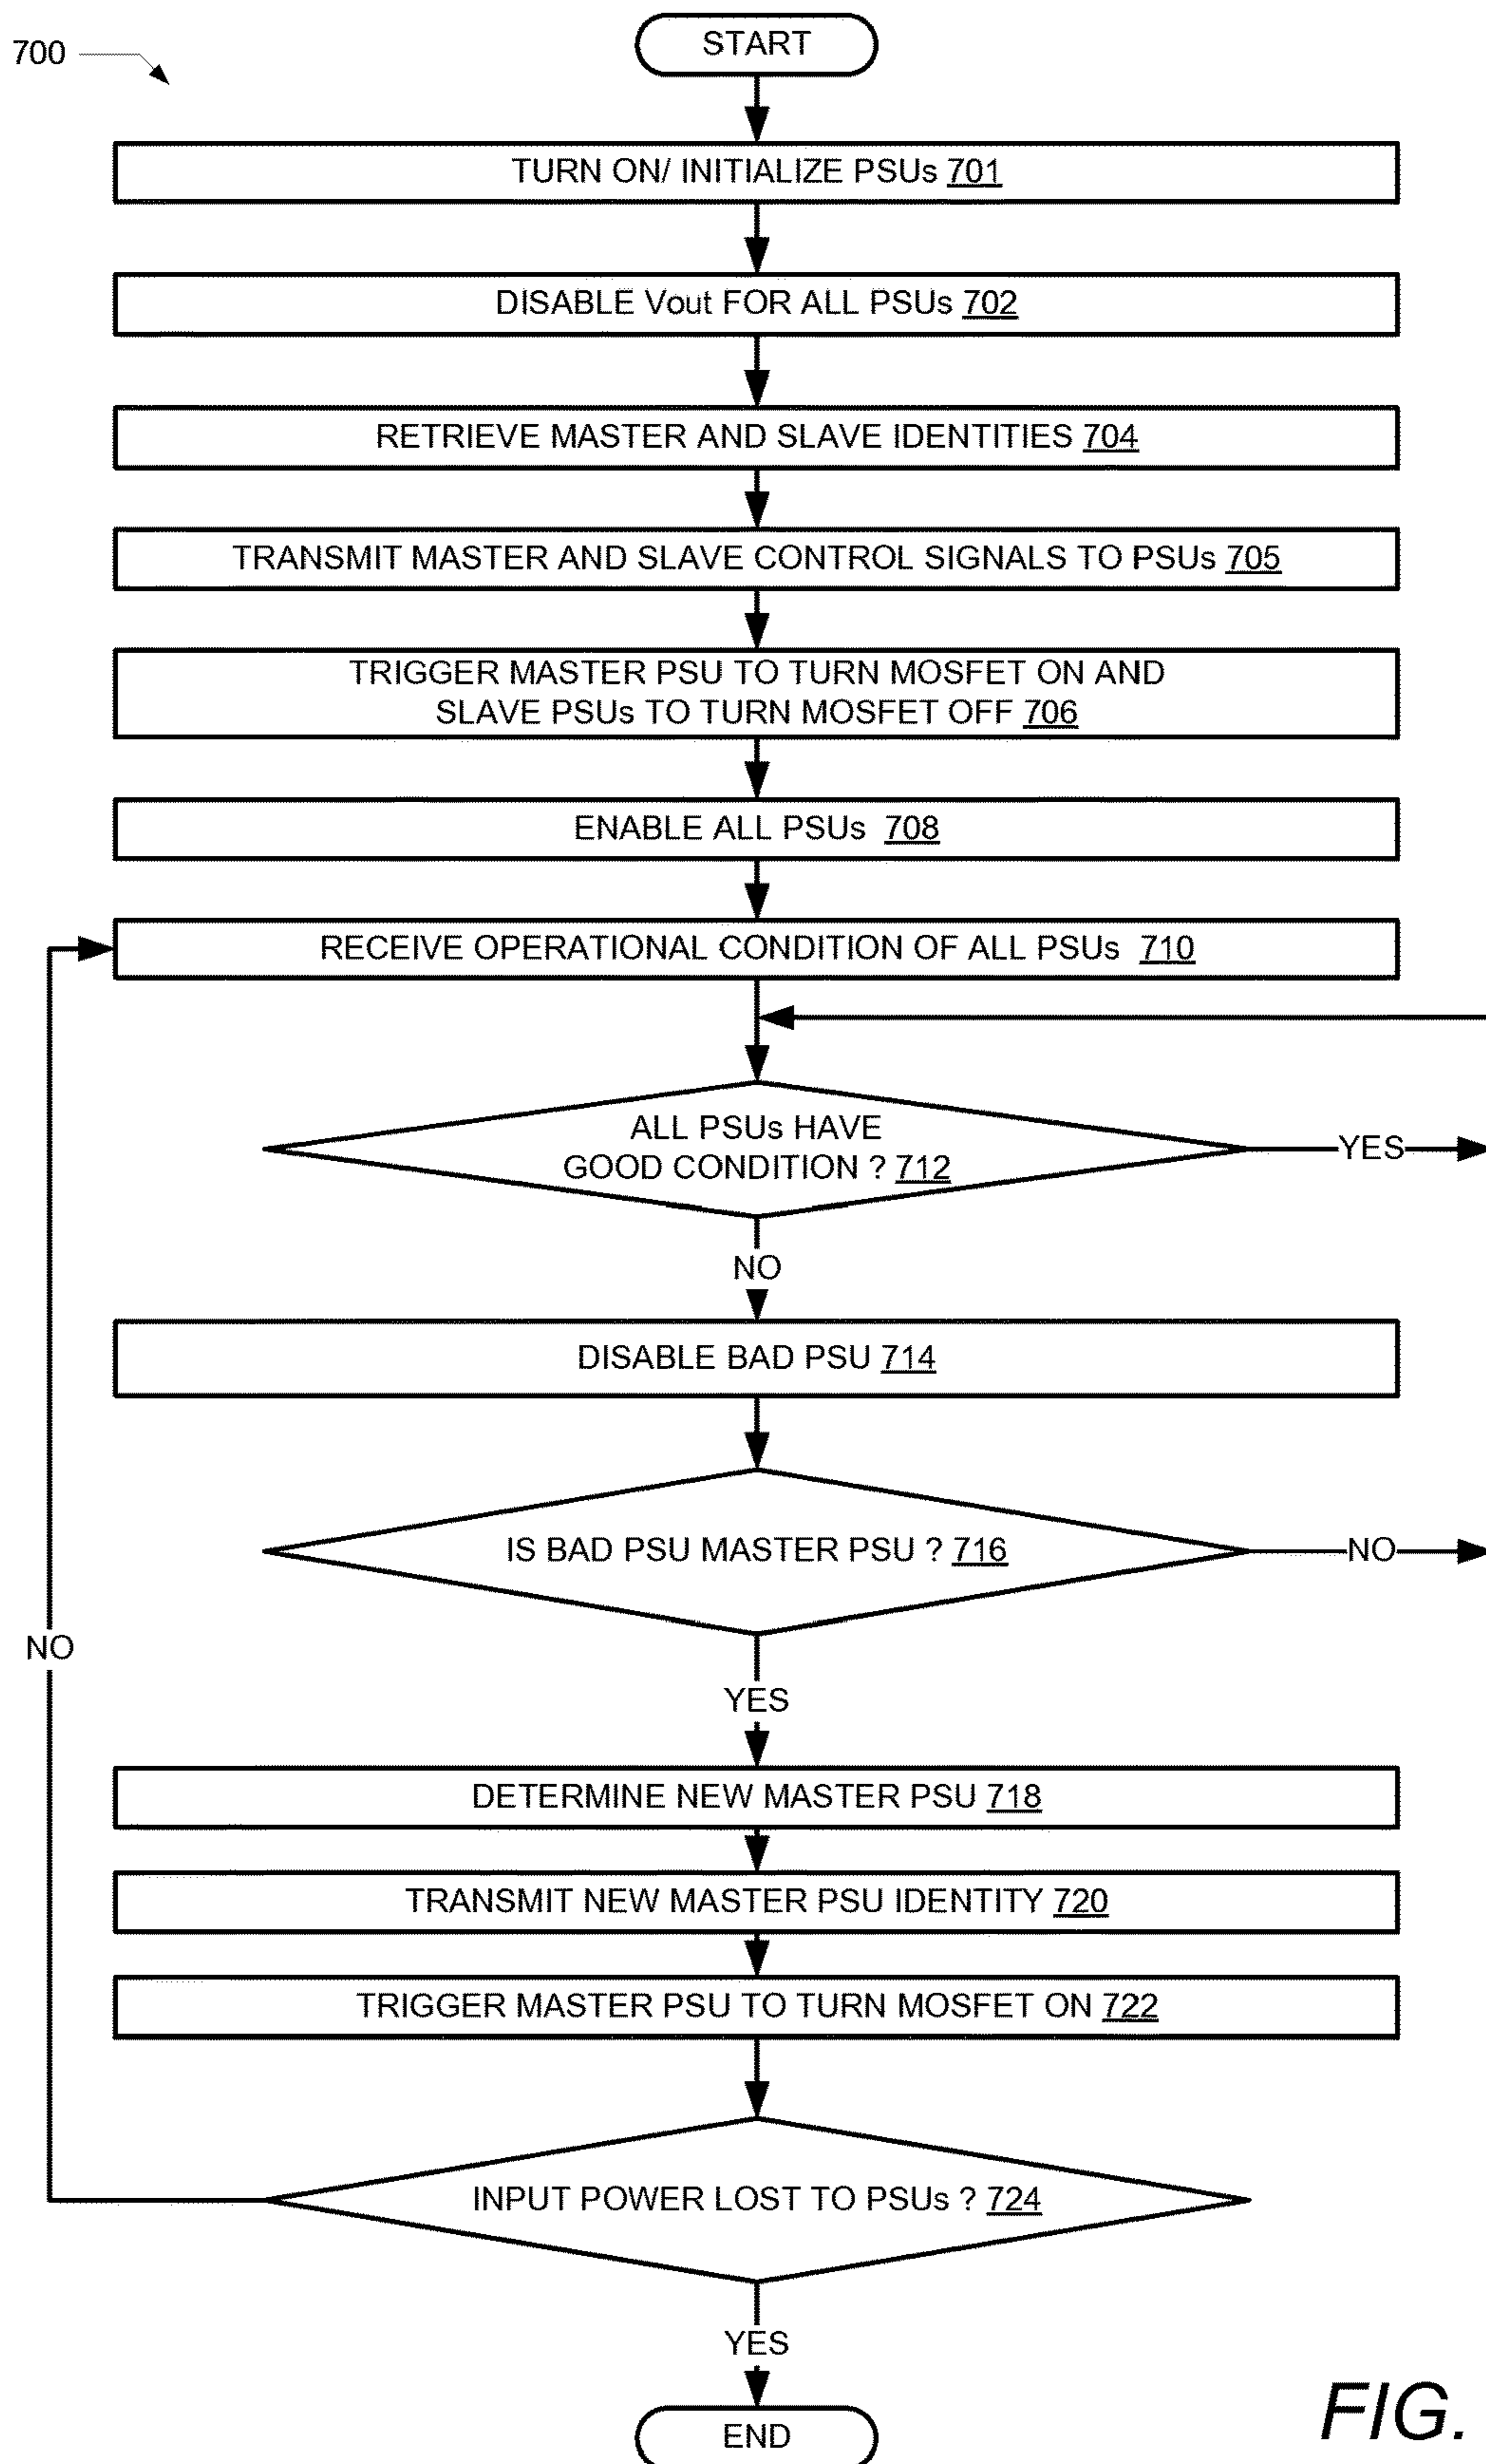 700
START
TURN ON/ INITIALIZE PSUs 701
DISABLE Vout FOR ALL PSUs 702
RETRIEVE MASTER AND SLAVE IDENTITIES 704
TRANSMIT MASTER AND SLAVE CONTROL SIGNALS TO PSUs 705
TRIGGER MASTER PSU TO TURN MOSFET ON AND
SLAVE PSUs TO TURN MOSFET OFF 706
ENABLE ALL PSUs 708
RECEIVE OPERATIONAL CONDITION OF ALL PSUs 710
ALL PSUs HAVE
GOOD CONDITION ? 712
YES
NO
DISABLE BAD PSU 714
IS BAD PSU MASTER PSU ? 716
NO
NO
YES
DETERMINE NEW MASTER PSU 718
TRANSMIT NEW MASTER PSU IDENTITY 720
TRIGGER MASTER PSU TO TURN MOSFET ON 722
INPUT POWER LOST TO PSUs ? 724
YES
END
FIG.